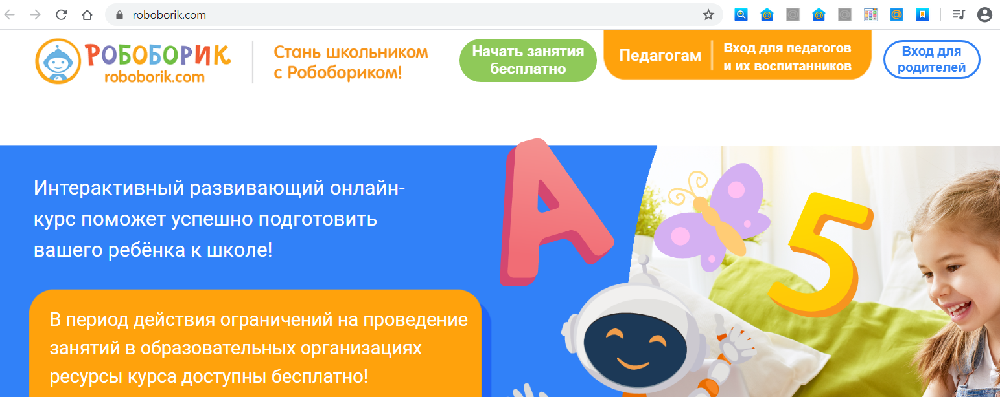 roboborik.com
РОБОБОРИК
roboborik.com
Стань школьником
с Робобориком!
Начать занятия
бесплатно
Педагогам
Вход для педагогов
и их воспитанников
Вход для
родителей
А
5
Интерактивный развивающий онлайн-
курс поможет успешно подготовить
вашего ребёнка к школе!
В период действия ограничений на проведение
занятий в образовательных организациях
ресурсы курса доступны бесплатно!